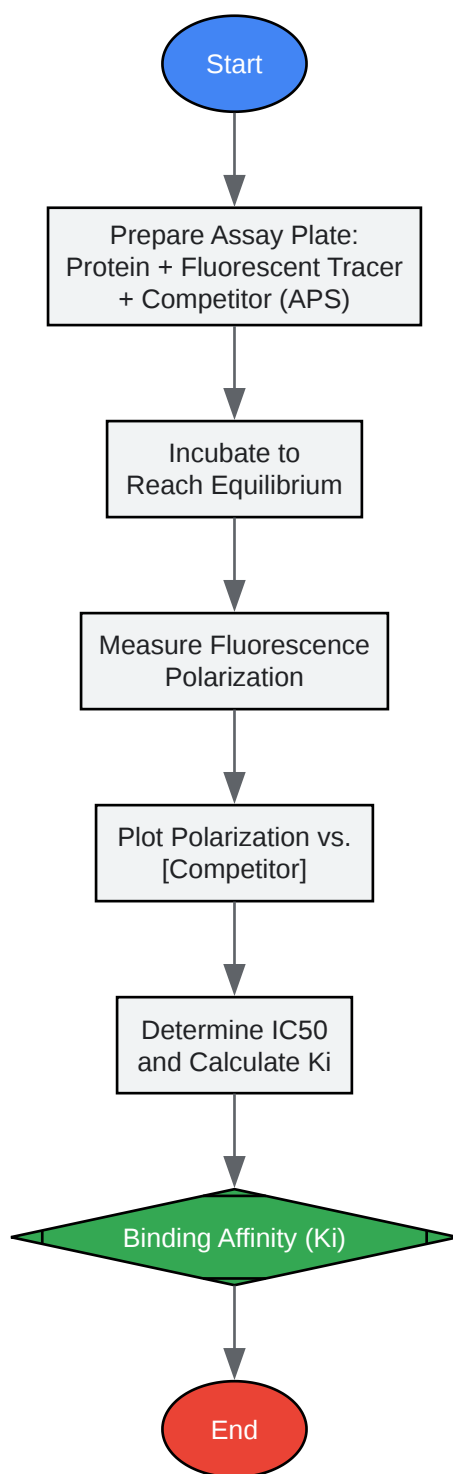 Start
Prepare Assay Plate:
Protein + Fluorescent Tracer
+ Competitor (APS)
Incubate to
Reach Equilibrium
Measure Fluorescence
Polarization
Plot Polarization vs.
[Competitor]
Determine IC50
and Calculate Ki
Binding Affinity (Ki)
End